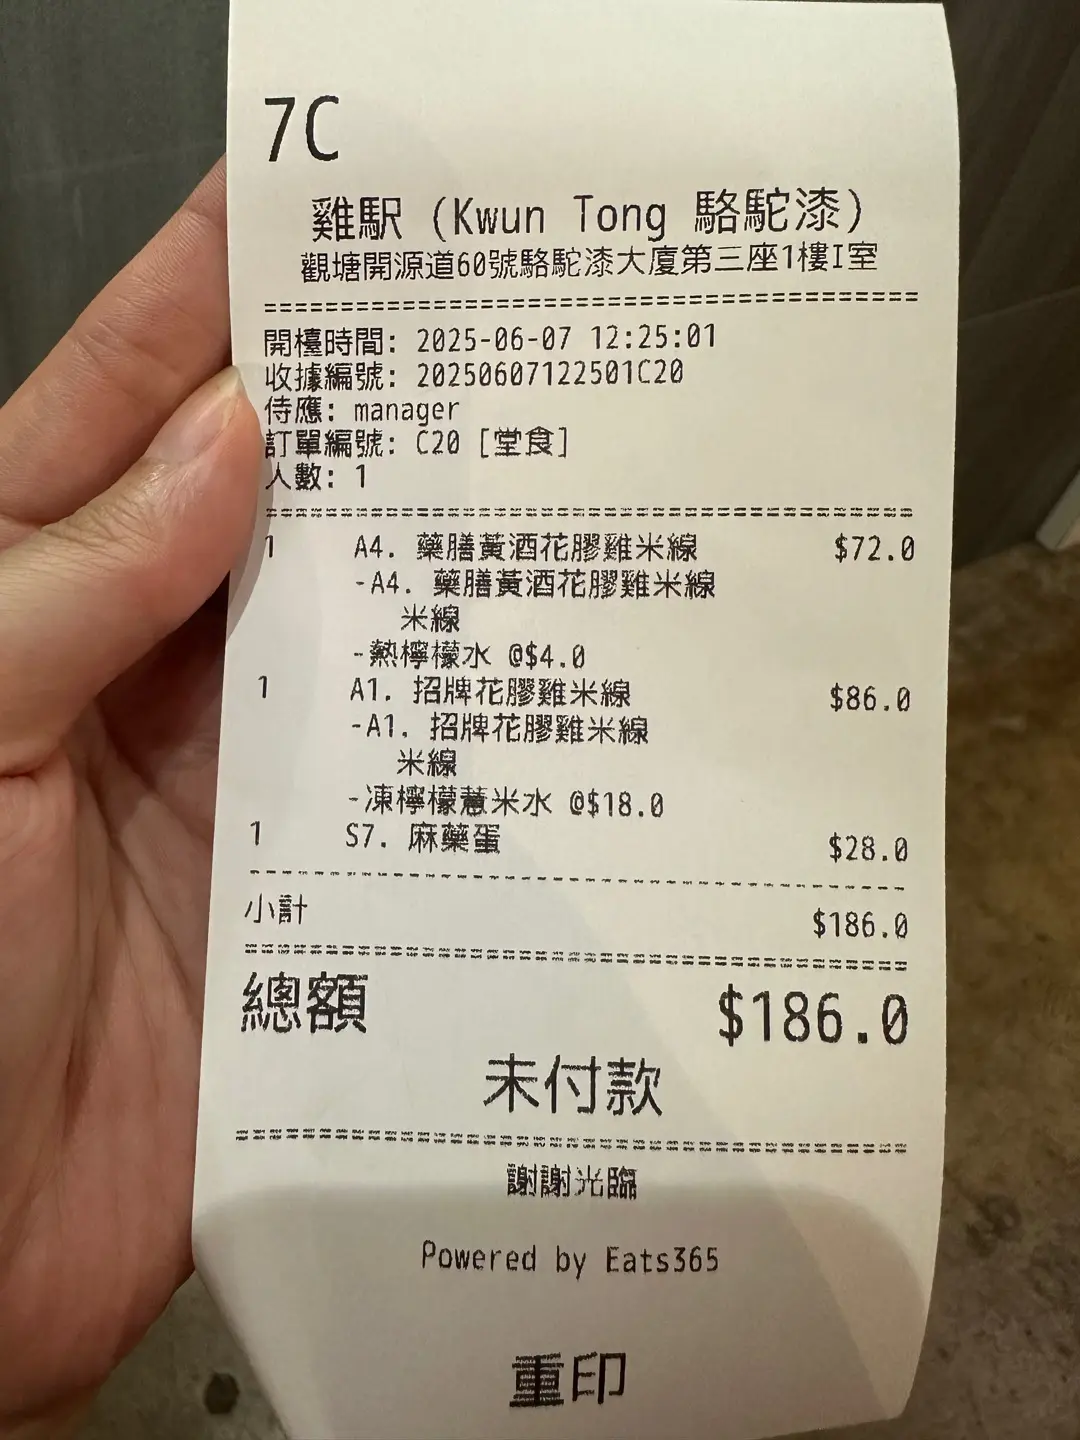 7C
雞駅 (Kwun Tong 駱駝漆)
觀塘開源道60號駱駝漆大廈第三座1樓I室
開檯時間: 2025-06-07 12:25:01
收據編號: 20250607122501C20
侍應: manager
訂單編號: C20 [堂食]
人數: 1
1 A4. 藥膳黃酒花膠雞米線 $72.0
-A4. 藥膳黃酒花膠雞米線
米線
-熱檸檬水 @$4.0
1 A1. 招牌花膠雞米線 $86.0
-A1. 招牌花膠雞米線
米線
-凍檸檬薏米水 @$18.0
1 S7. 麻藥蛋 $28.0
小計 $186.0
總額 $186.0
未付款
謝謝光臨
Powered by Eats365
重印